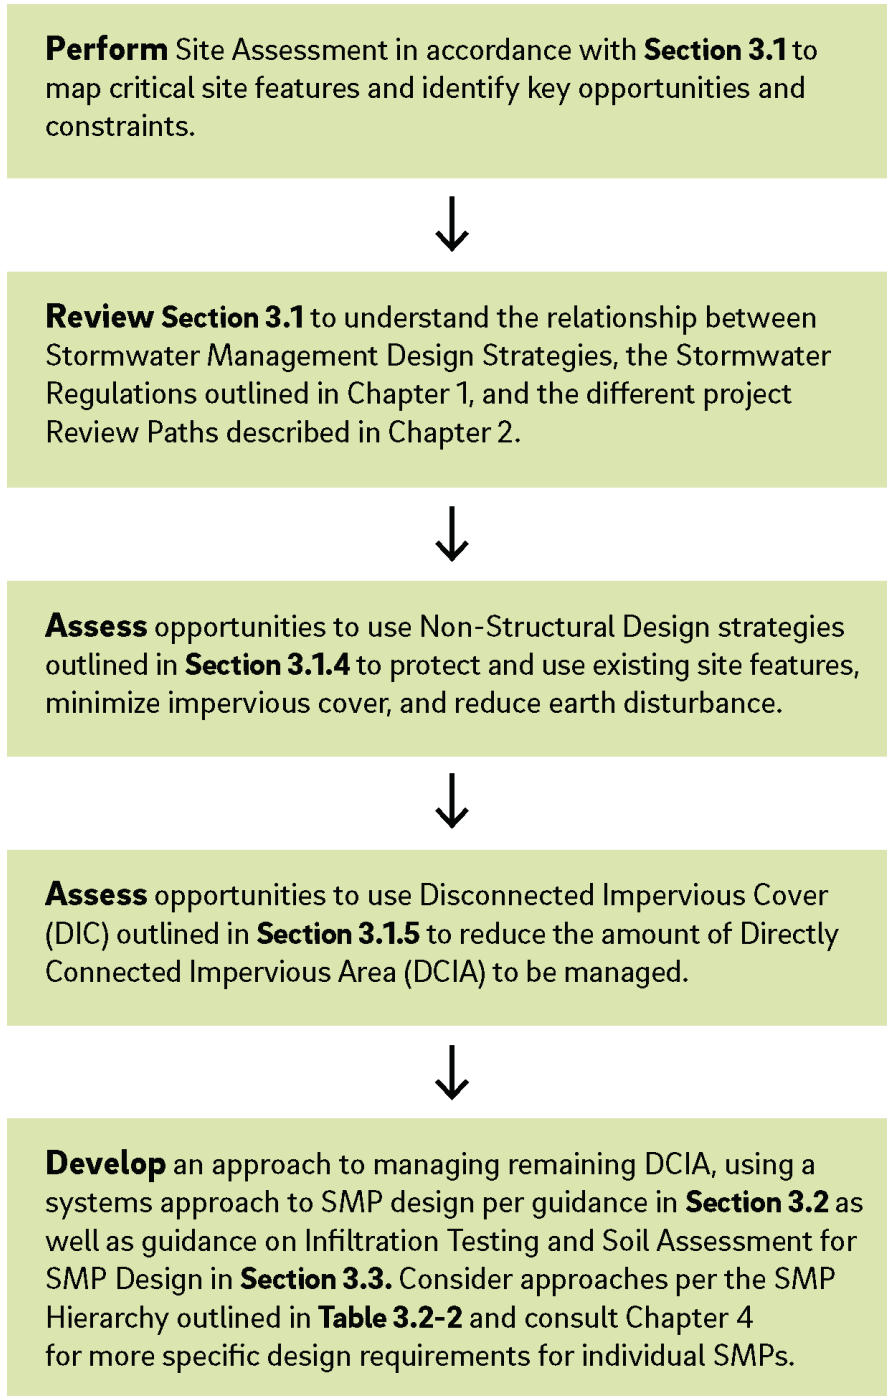 Perform Site Assessment in accordance with Section 3.1 to
map critical site features and identify key opportunities and
constraints.
Review Section 3.1 to understand the relationship between
Stormwater Management Design Strategies, the Stormwater
Regulations outlined in Chapter 1, and the different project
Review Paths described in Chapter 2.
Assess opportunities to use Non-Structural Design strategies
outlined in Section 3.1.4 to protect and use existing site features,
minimize impervious cover, and reduce earth disturbance.
Assess opportunities to use Disconnected Impervious Cover
(DIC) outlined in Section 3.1.5 to reduce the amount of Directly
Connected Impervious Area (DCIA) to be managed.
Develop an approach to managing remaining DCIA, using a
systems approach to SMP design per guidance in Section 3.2 as
well as guidance on Infiltration Testing and Soil Assessment for
SMP Design in Section 3.3. Consider approaches per the SMP
Hierarchy outlined in Table 3.2-2 and consult Chapter 4
for more specific design requirements for individual SMPs.